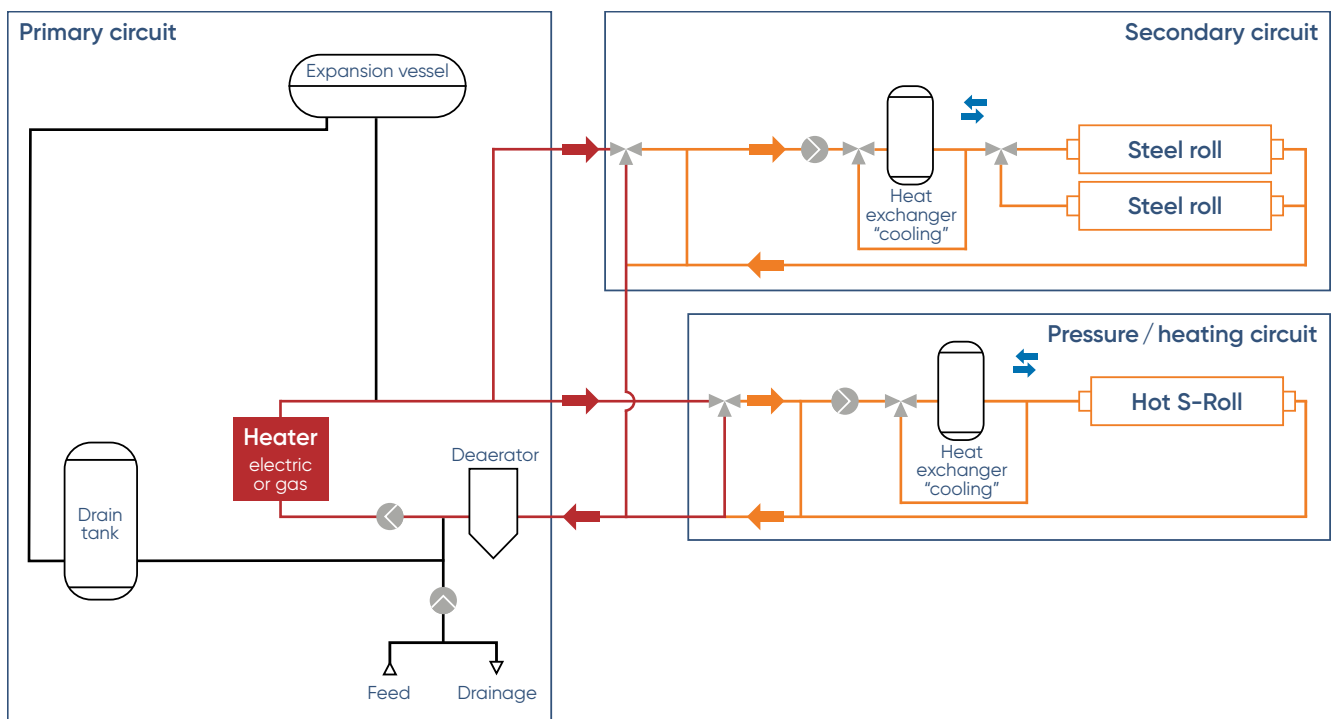 Primary circuit
Expansion vessel
Heater
electric
or gas
Deaerator
Drain
tank
Feed
Drainage
Secondary circuit
Heat
exchanger
“cooling”
Steel roll
Steel roll
Pressure / heating circuit
Heat
exchanger
“cooling”
Hot S-Roll